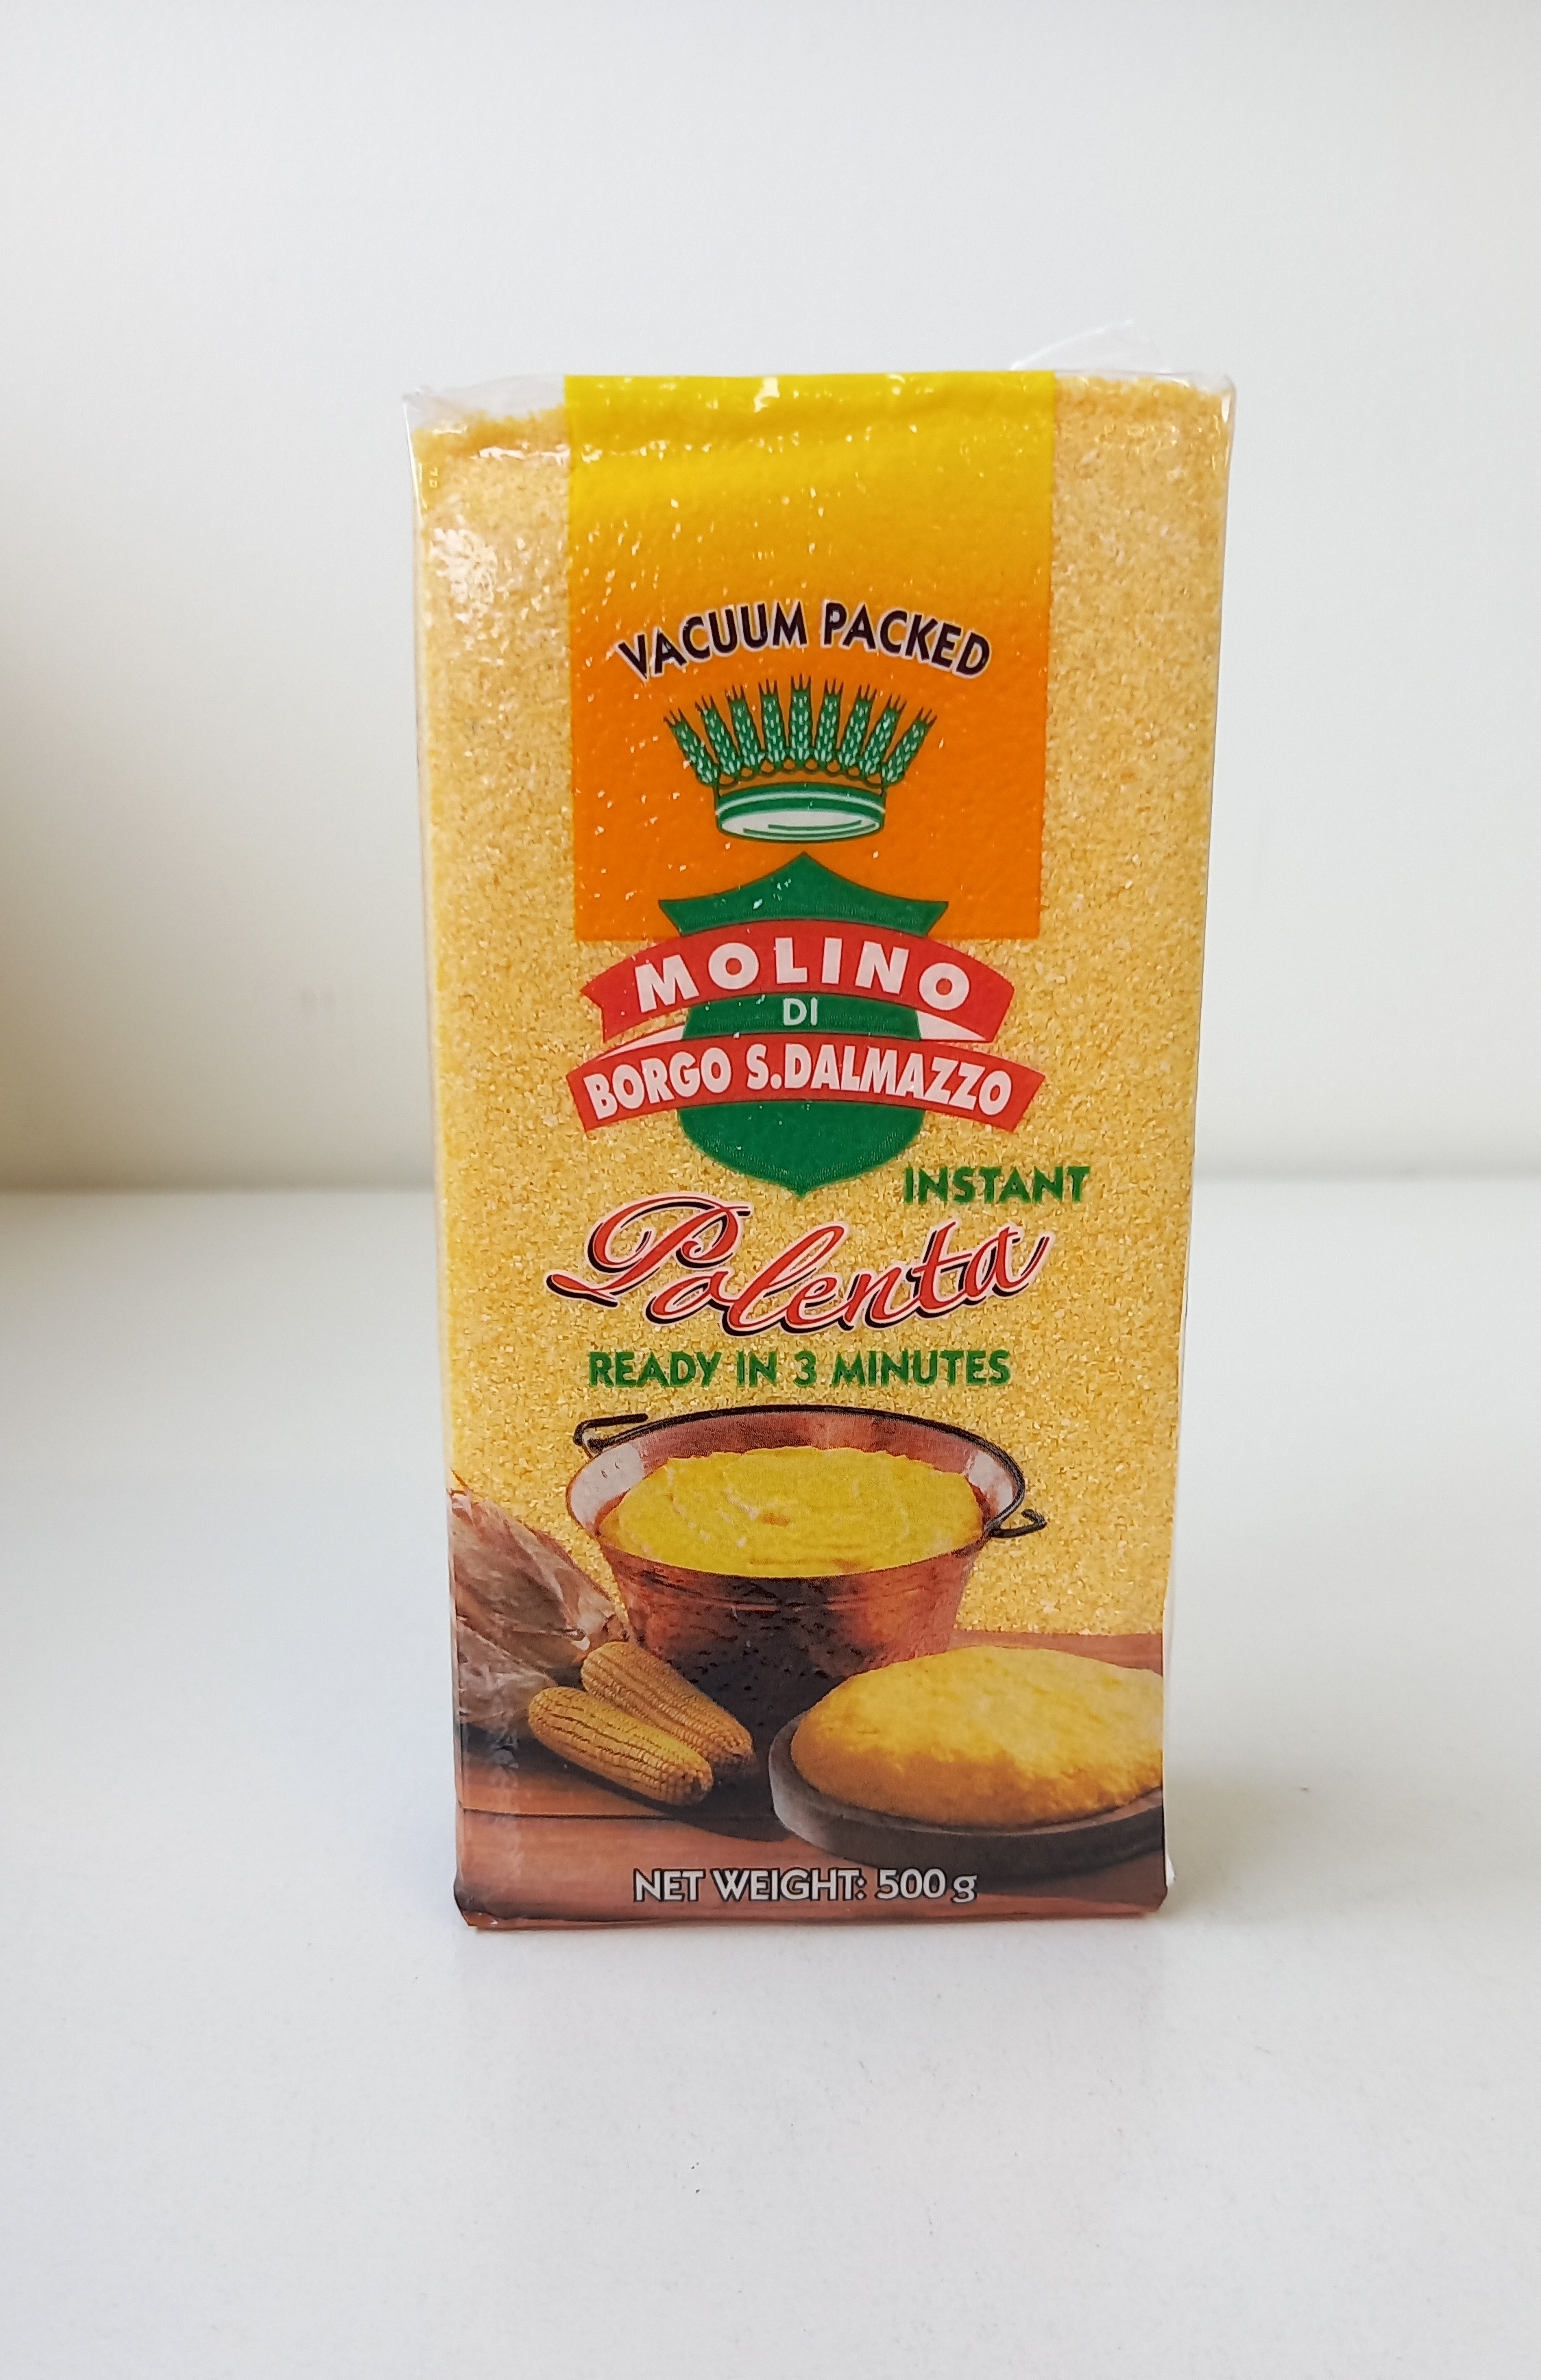 VACUUM PACKED
MOLINO
DI
BORGO S.DALMAZZO
INSTANT
Polenta
READY IN 3 MINUTES
NET WEIGHT: 500 g